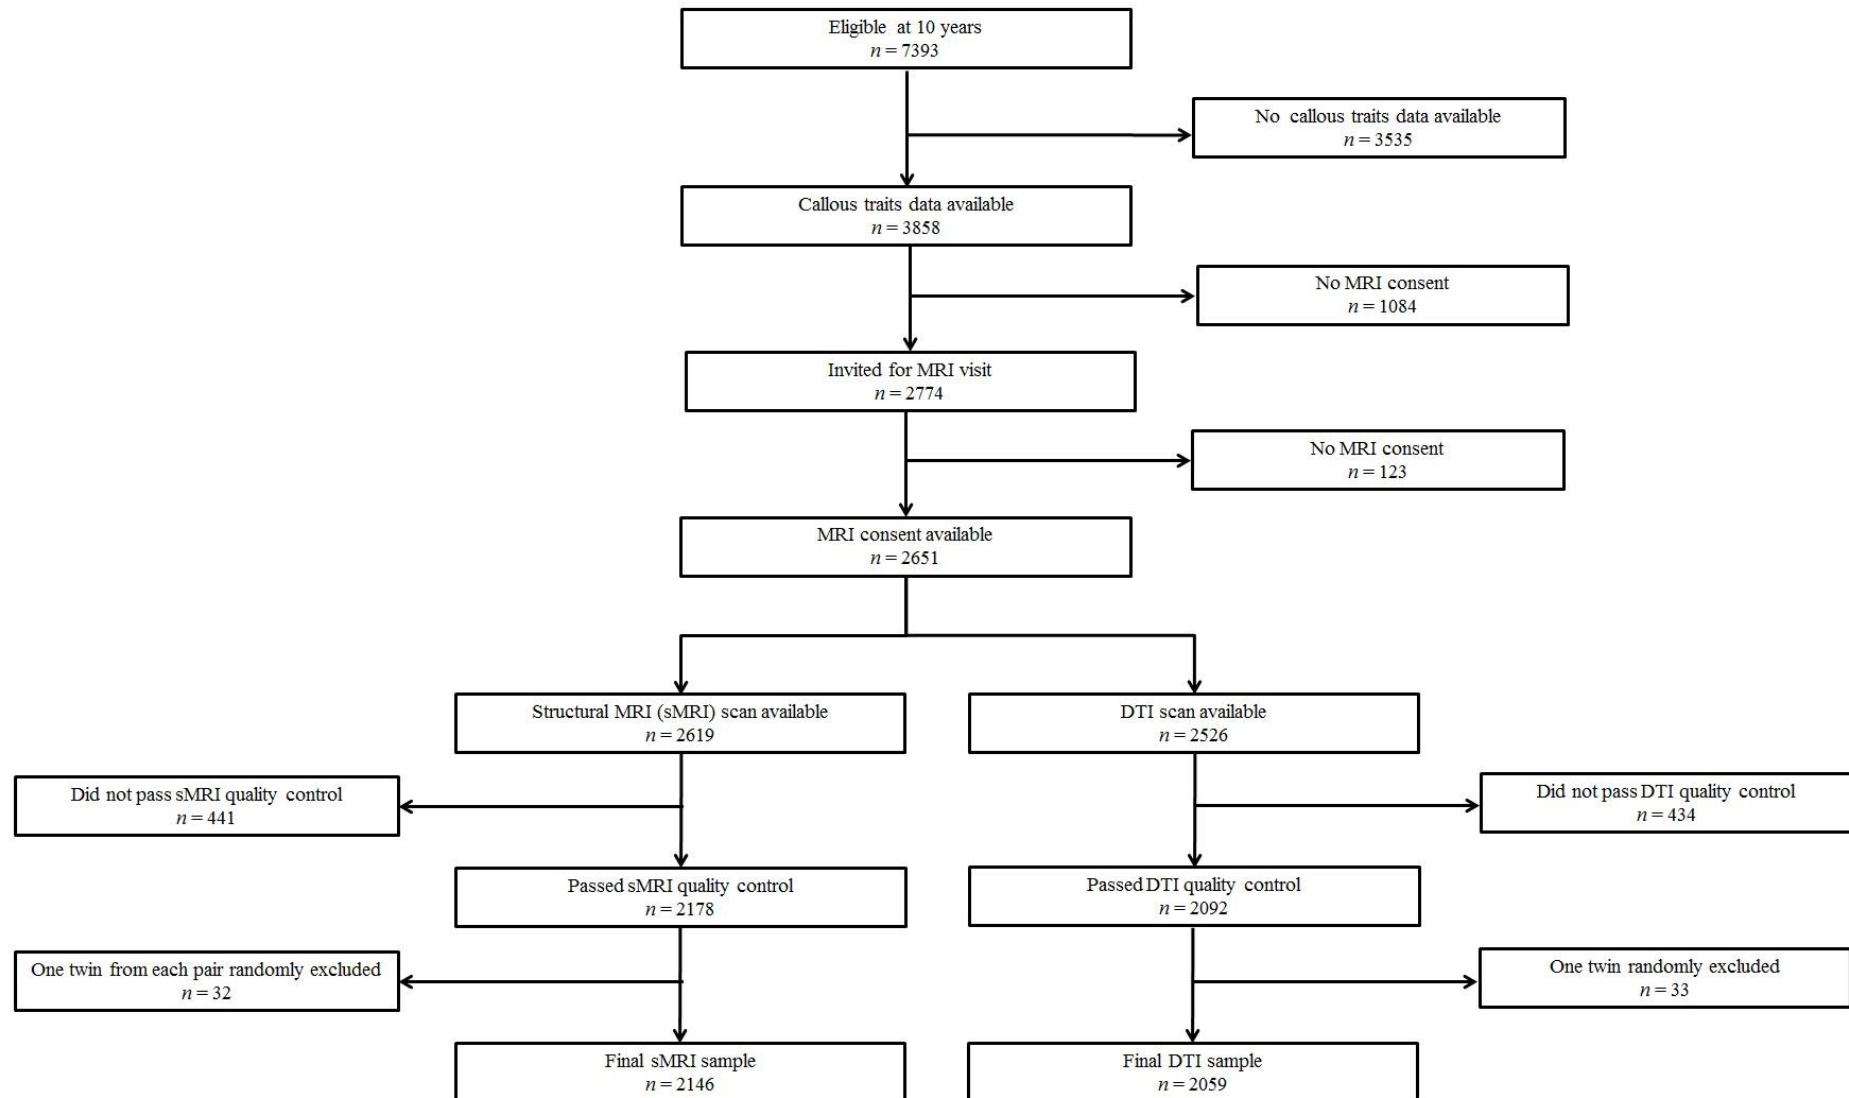 Eligible at 10 years
n = 7393
No callous traits data available
n = 3535
Callous traits data available
n = 3858
No MRI consent
n = 1084
Invited for MRI visit
n = 2774
No MRI consent
n = 123
MRI consent available
n = 2651
Structural MRI (sMRI) scan available
n = 2619
DTI scan available
n = 2526
Did not pass sMRI quality control
n = 441
Did not pass DTI quality control
n = 434
Passed sMRI quality control
n = 2178
Passed DTI quality control
n = 2092
One twin from each pair randomly excluded
n = 32
One twin randomly excluded
n = 33
Final sMRI sample
n = 2146
Final DTI sample
n = 2059